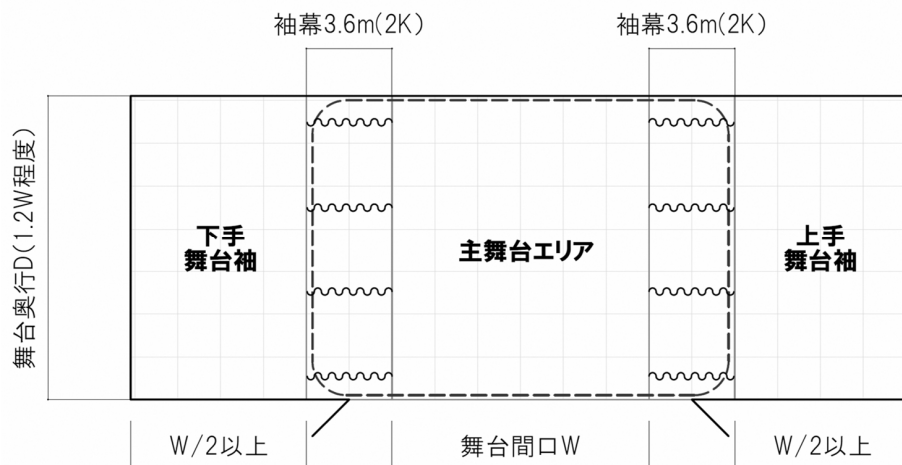 袖幕3.6m(2K)
袖幕3.6m(2K)
舞台奥行D(1.2W程度)
下手
舞台袖
主舞台エリア
上手
舞台袖
W/2以上
舞台間口W
W/2以上